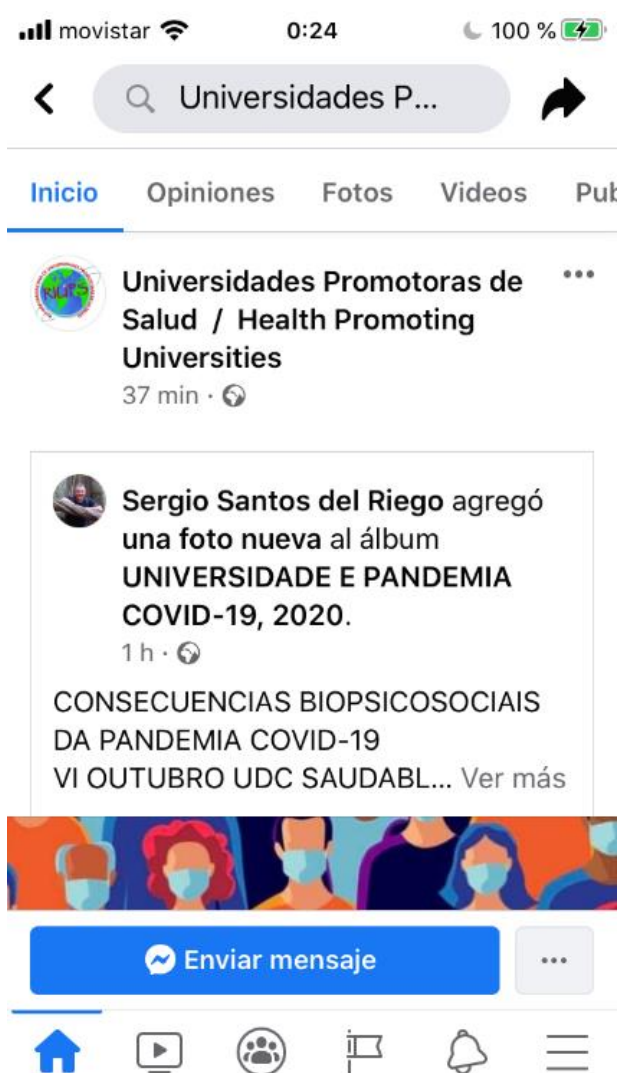 movistar 0:24 100 %
Universidades P...
Inicio Opiniones Fotos Videos Pub
RIUPS
Universidades Promotoras de
Salud / Health Promoting
Universities
37 min ·
Sergio Santos del Riego agregó
una foto nueva al álbum
UNIVERSIDADE E PANDEMIA
COVID-19, 2020.
1 h ·
CONSECUENCIAS BIOPSICOSOCIAIS
DA PANDEMIA COVID-19
VI OUTUBRO UDC SAUDABL... Ver más
Enviar mensaje